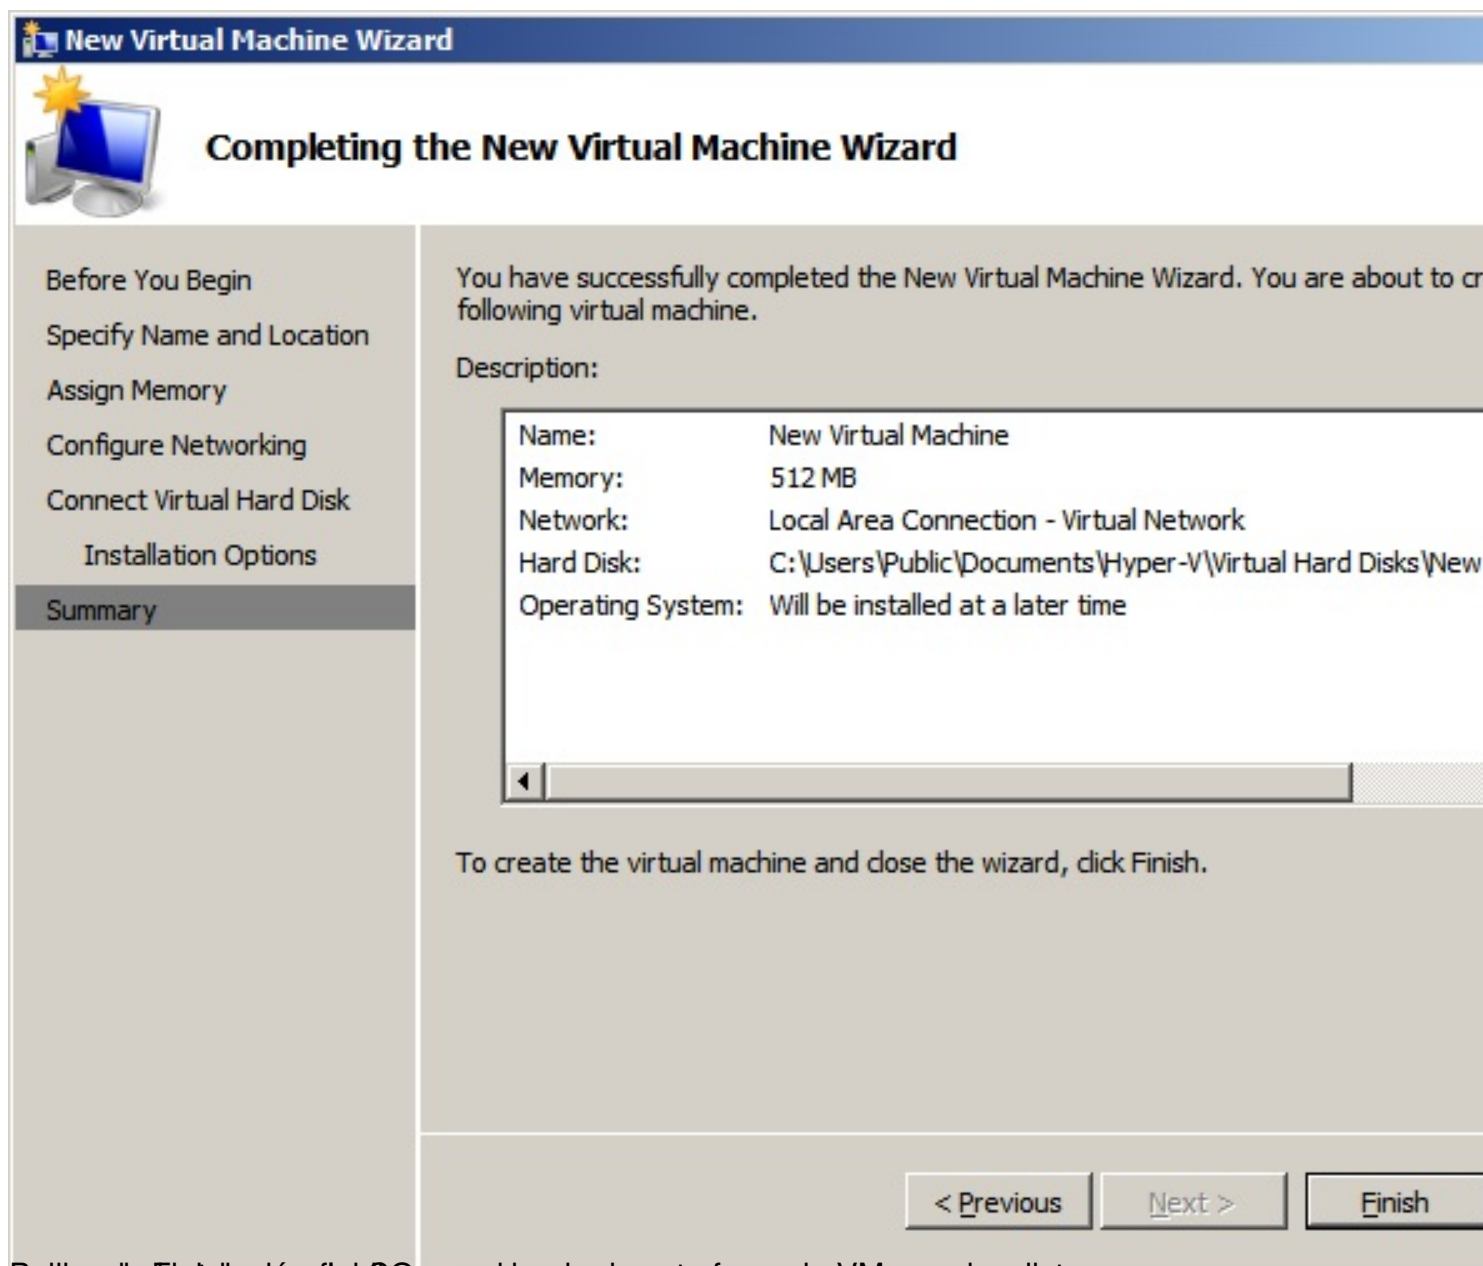 New Virtual Machine Wizard
Completing the New Virtual Machine Wizard
Before You Begin
Specify Name and Location
Assign Memory
Configure Networking
Connect Virtual Hard Disk
Installation Options
Summary
You have successfully completed the New Virtual Machine Wizard. You are about to cr
following virtual machine.
Description:
Name: New Virtual Machine
Memory: 512 MB
Network: Local Area Connection - Virtual Network
Hard Disk: C:\Users\Public\Documents\Hyper-V\Virtual Hard Disks\New
Operating System: Will be installed at a later time
To create the virtual machine and close the wizard, click Finish.
< Previous
Next >
Finish